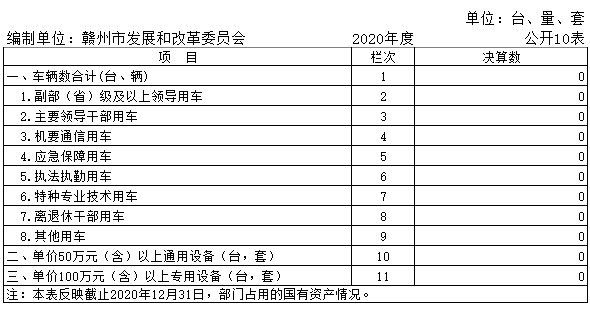 单位：台、量、套
编制单位：赣州市发展和改革委员会 2020年度 公开10表
项 目 栏次 决算数
一、车辆数合计(台、辆) 1 0
1.副部（省）级及以上领导用车 2 0
2.主要领导干部用车 3 0
3.机要通信用车 4 0
4.应急保障用车 5 0
5.执法执勤用车 6 0
6.特种专业技术用车 7 0
7.离退休干部用车 8 0
8.其他用车 9 0
二、单价50万元（含）以上通用设备（台,套） 10 0
三、单价100万元（含）以上专用设备（台,套） 11 0
注：本表反映截止2020年12月31日，部门占用的国有资产情况。